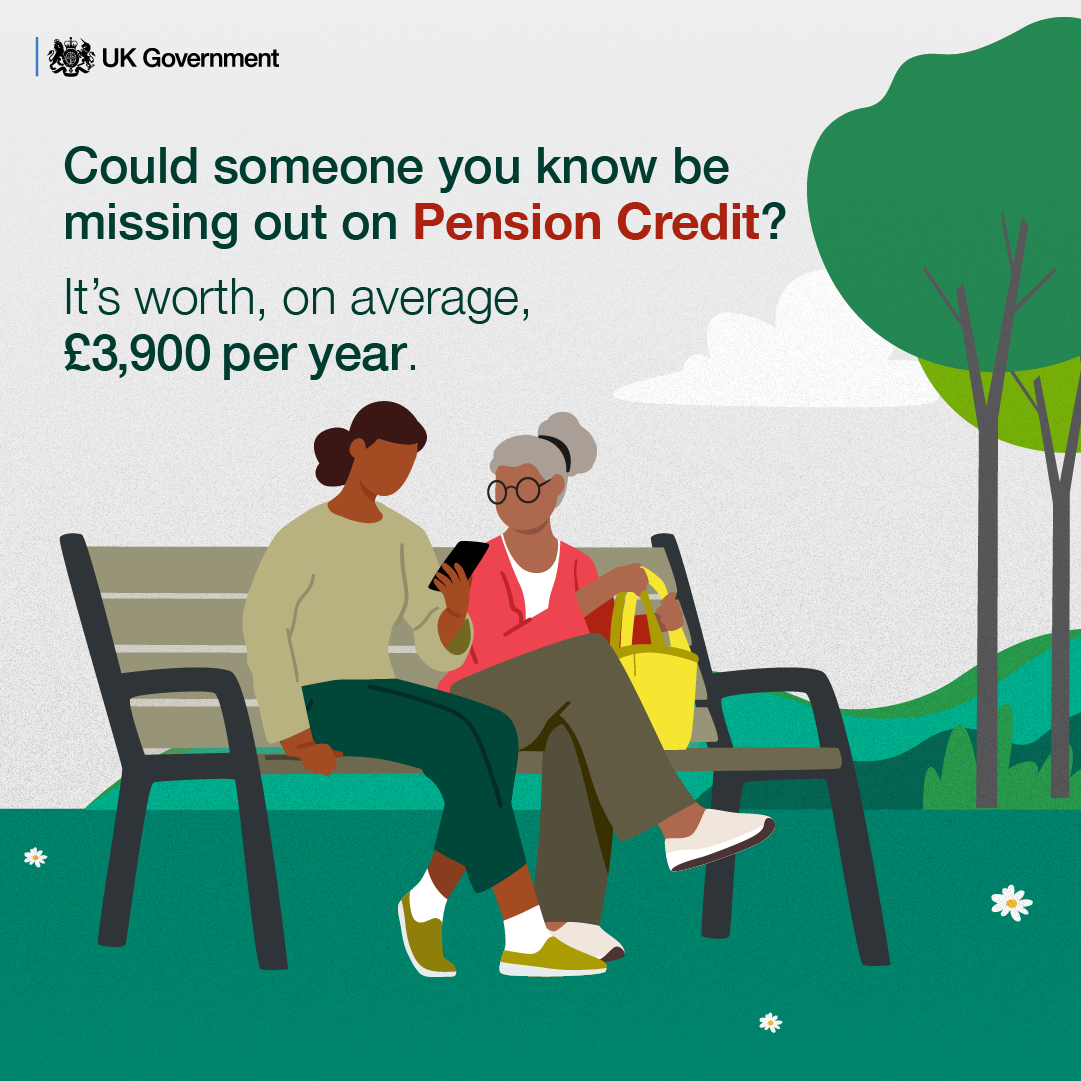 UK Government
Could someone you know be
missing out on Pension Credit?
It's worth, on average,
£3,900 per year.